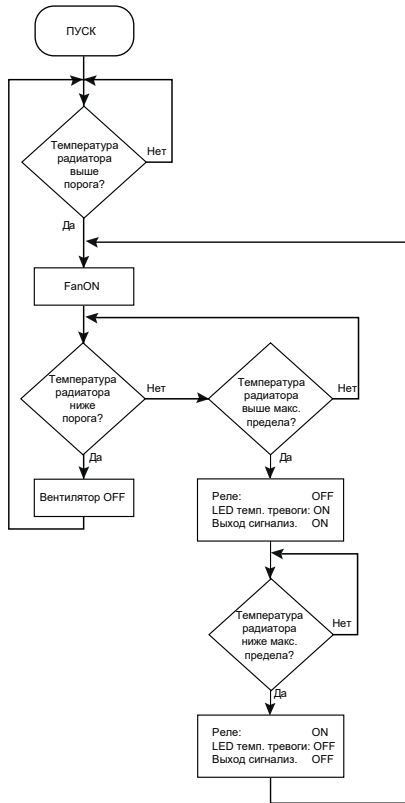 ПУСК
Температура
радиатора
выше
порога?
Нет
Да
FanON
Температура
радиатора
ниже
порога?
Нет
Температура
радиатора
выше макс.
предела?
Нет
Да
Вентилятор OFF
Да
Реле: OFF
LED темп. тревоги: ON
Выход сигнализ. ON
Температура
радиатора
ниже макс.
предела?
Нет
Да
Реле: ON
LED темп. тревоги: OFF
Выход сигнализ. OFF